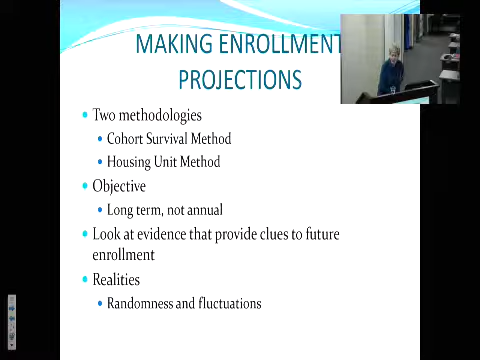 MAKING ENROLLMENT
PROJECTIONS
Two methodologies
Cohort Survival Method
Housing Unit Method
Objective
Long term, not annual
Look at evidence that provide clues to future
enrollment
Realities
Randomness and fluctuations